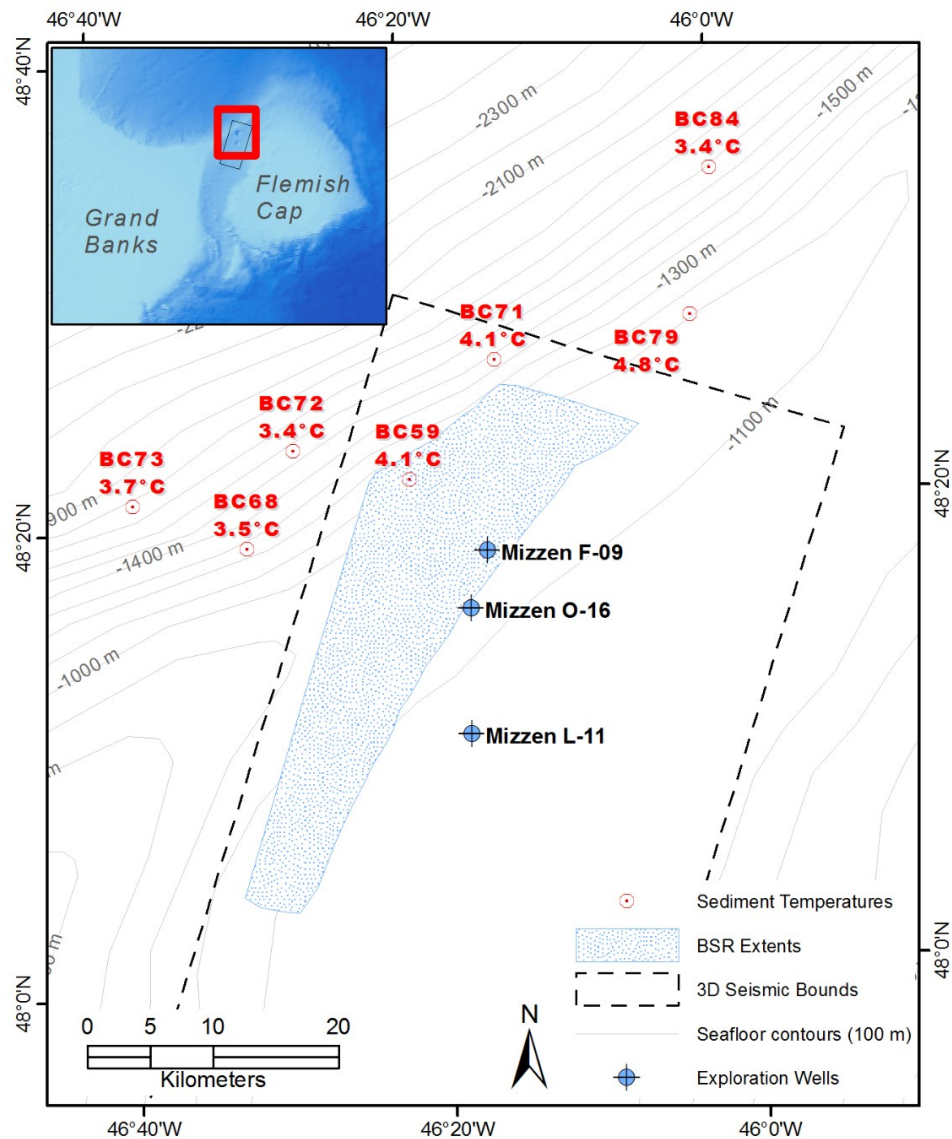 46°40'W 46°20'W 46°0'W
48°40'N
-2300 m
-1500 m
BC84
3.4°C
-2100 m
Flemish
Cap
Grand
Banks
-1300 m
BC71
4.1°C
BC79
4.8°C
-1100 m
BC72
3.4°C
BC59
4.1°C
BC73
3.7°C
BC68
3.5°C
48°20'N
48°20'N
900 m
-1400 m
Mizzen F-09
Mizzen O-16
-1000 m
Mizzen L-11
Sediment Temperatures
BSR Extents
3D Seismic Bounds
Seafloor contours (100 m)
Exploration Wells
48°0'N
48°0'N
N
0 5 10 20
Kilometers
46°40'W 46°20'W 46°0'W